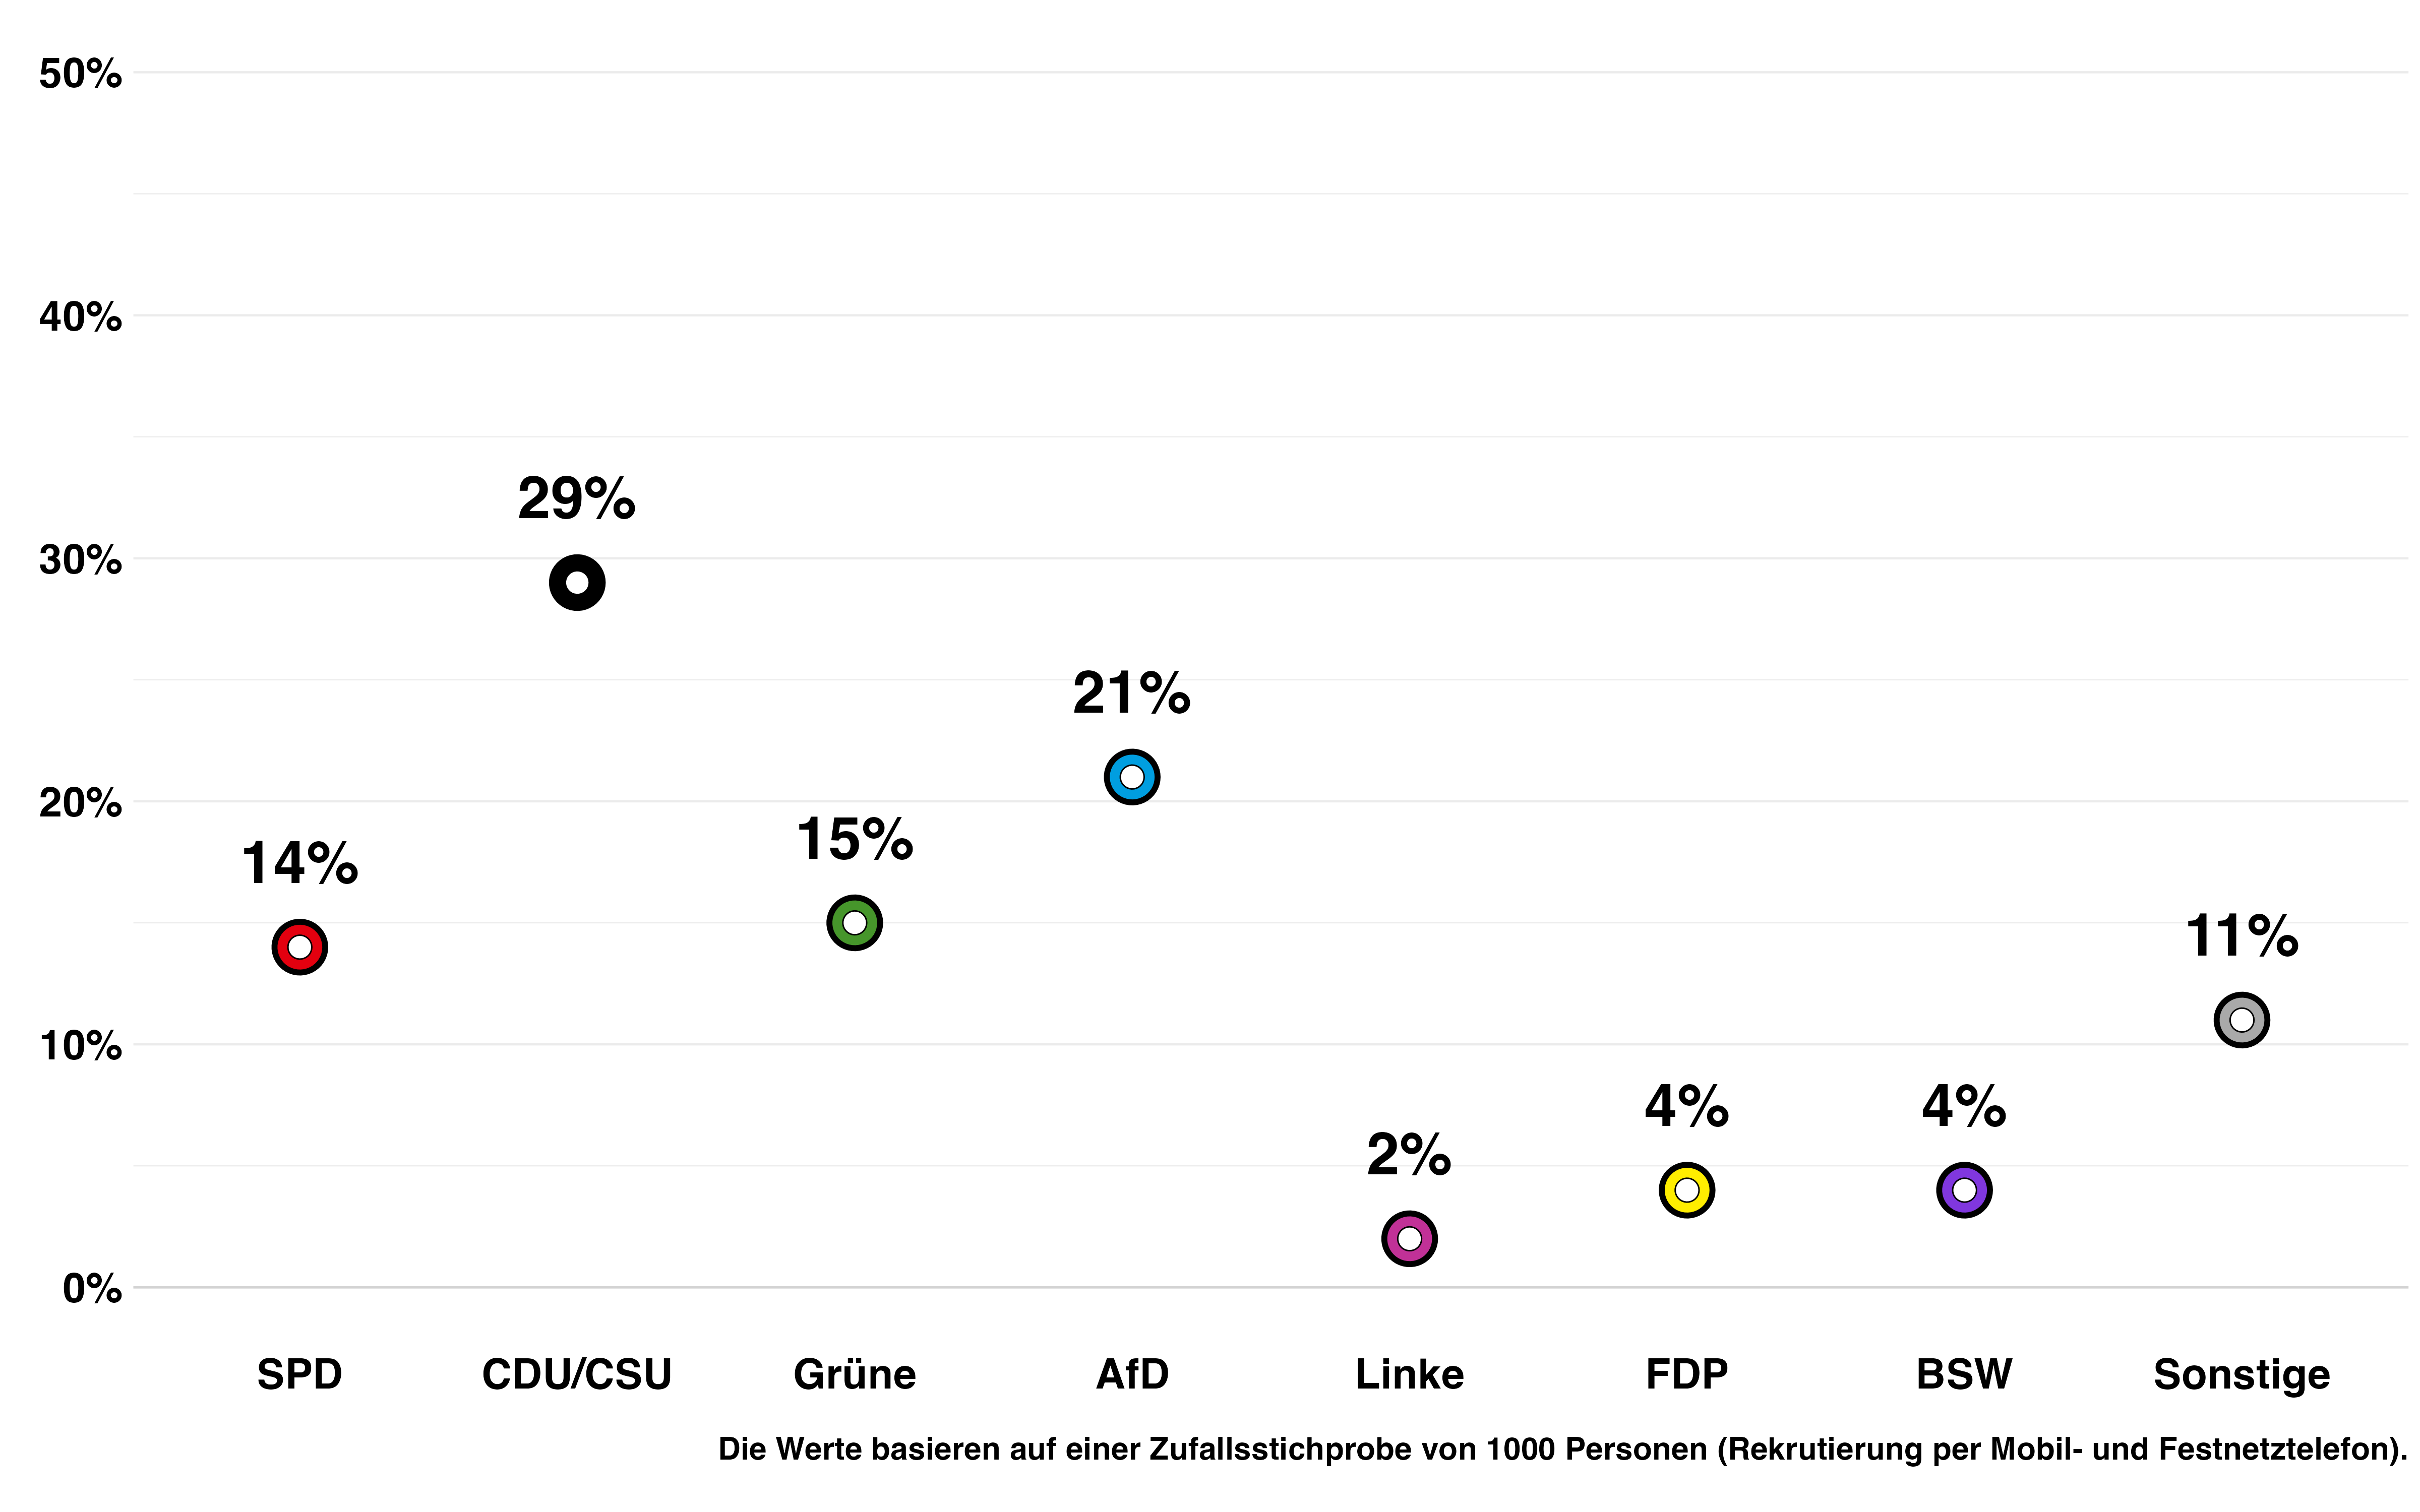 50%
40%
30%
20%
10%
0%
14%
29%
15%
21%
2%
4%
4%
11%
SPD
CDU/CSU
Grüne
AfD
Linke
FDP
BSW
Sonstige
Die Werte basieren auf einer Zufallsstichprobe von 1000 Personen (Rekrutierung per Mobil- und Festnetztelefon).